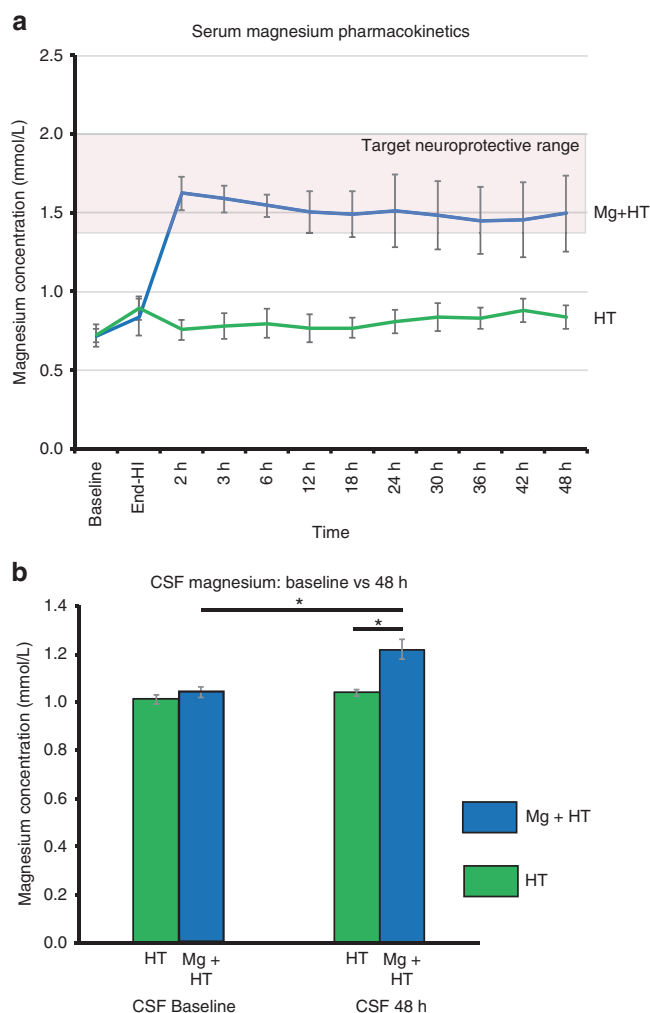 a
Serum magnesium pharmacokinetics
2.5
2.0
1.5
1.0
0.5
0.0
Magnesium concentration (mmol/L)
Target neuroprotective range
Mg+HT
HT
Baseline
End-HI
2 h
3 h
6 h
12 h
18 h
24 h
30 h
36 h
42 h
48 h
Time
b
CSF magnesium: baseline vs 48 h
1.4
1.2
1.0
0.8
0.6
0.4
0.2
0.0
Magnesium concentration (mmol/L)
*
*
Mg + HT
HT
HT
Mg +
HT
HT
Mg +
HT
CSF Baseline
CSF 48 h